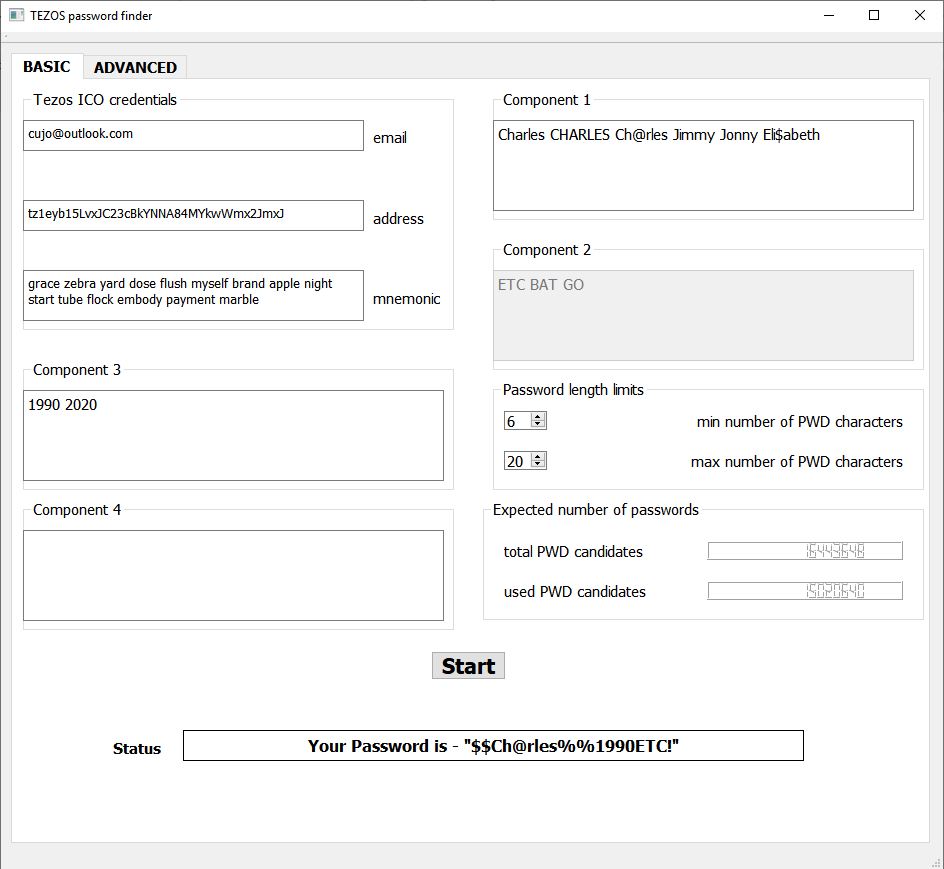 TEZOS password finder
BASIC ADVANCED
Tezos ICO credentials
cujo@outlook.com
email
tz1eyb15LvxJC23cBkYNNA84MYkwWmx2JmxJ
address
grace zebra yard dose flush myself brand apple night
start tube flock embody payment marble
mnemonic
Component 1
Charles CHARLES Ch@rles Jimmy Jonny Eli$abeth
Component 2
ETC BAT GO
Component 3
1990 2020
Password length limits
6 min number of PWD characters
20 max number of PWD characters
Component 4
Expected number of passwords
total PWD candidates 16443648
used PWD candidates 15020640
Start
Status Your Password is - "$$Ch@rles%%1990ETC!"